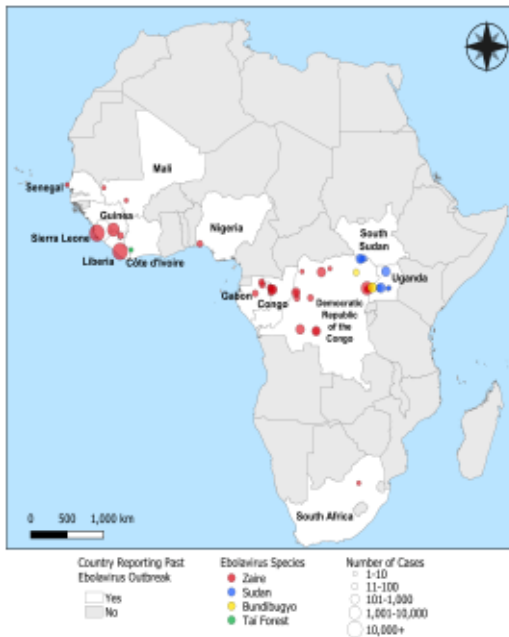 Mali
Senegal
Guinea
Nigeria
Sierra Leone
South
Sudan
Liberia
Côte d'Ivoire
Uganda
Gabon
Congo
Democratic
Republic
of the
Congo
South Africa
0 500 1,000 km
Country Reporting Past
Ebolavirus Outbreak
Yes
No
Ebolavirus Species
Zaire
Sudan
Bundibugyo
Taï Forest
Number of Cases
1-10
11-100
101-1,000
1,001-10,000
10,000+